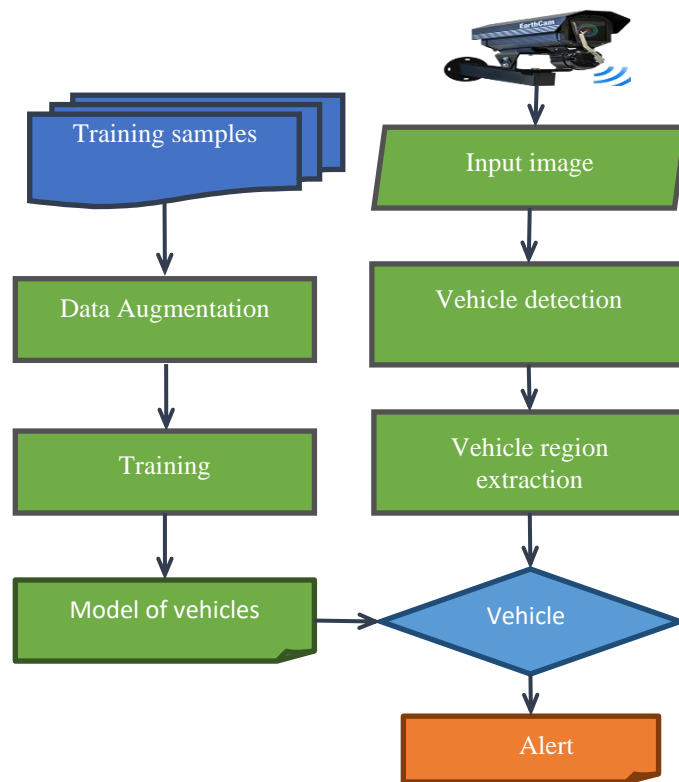 EarthCam
Training samples
Input image
Data Augmentation
Vehicle detection
Training
Vehicle region
extraction
Model of vehicles
Vehicle
Alert